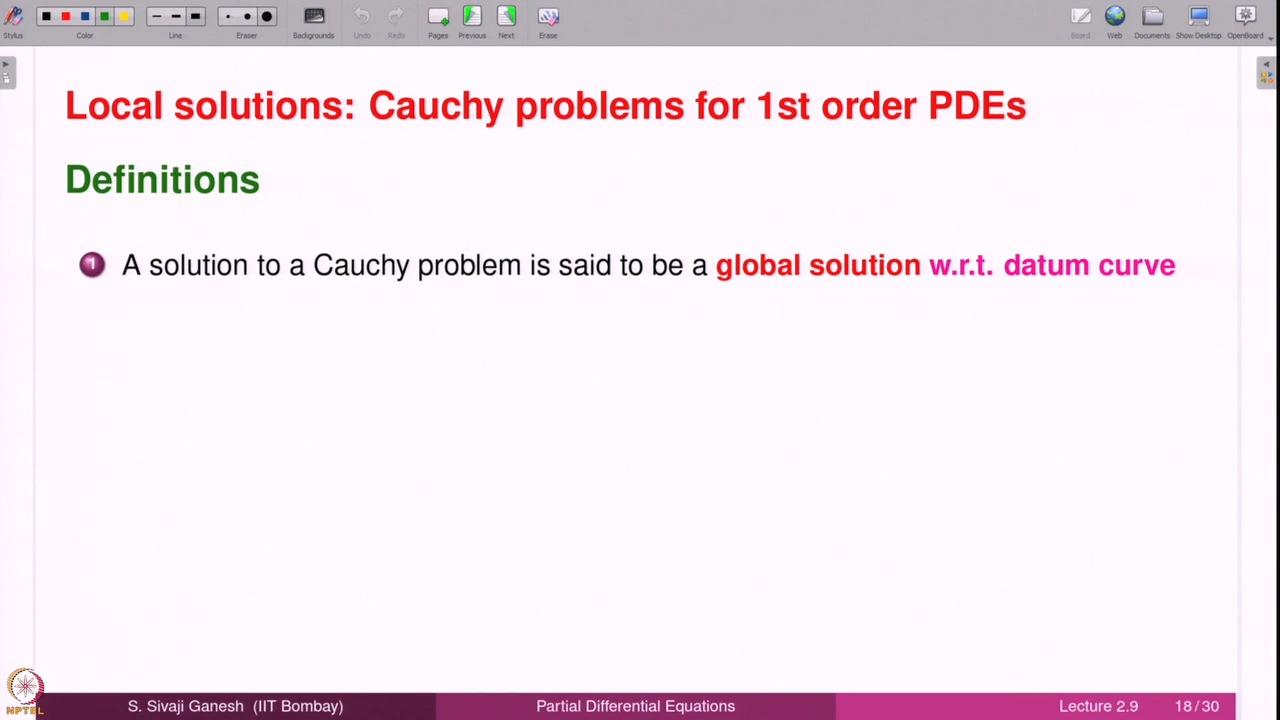 Stylus
Color
Line
Eraser
Backgrounds
Undo
Redo
Pages
Previous
Next
Erase
Board
Web
Documents
Show Desktop
OpenBoard
Local solutions: Cauchy problems for 1st order PDEs
Definitions
1 A solution to a Cauchy problem is said to be a global solution w.r.t. datum curve
NPTEL
S. Sivaji Ganesh (IIT Bombay)
Partial Differential Equations
Lecture 2.9
18 / 30